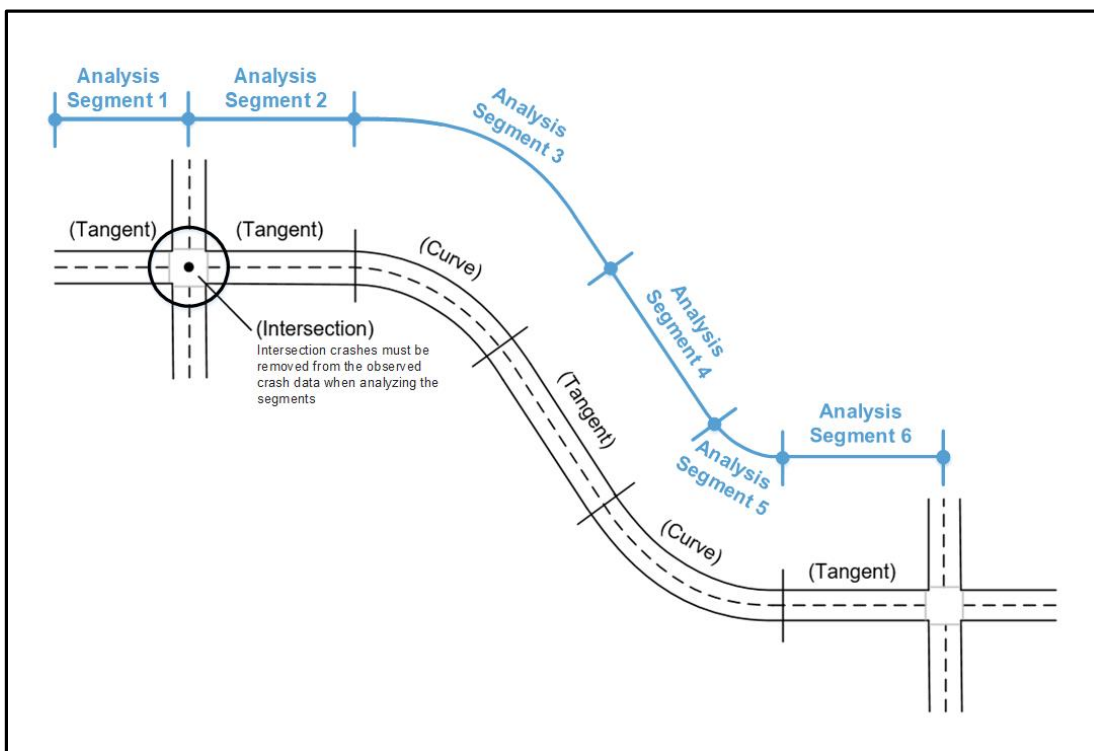 Analysis
Segment 1
Analysis
Segment 2
Analysis
Segment 3
(Tangent)
(Tangent)
(Curve)
(Intersection)
Intersection crashes must be
removed from the observed
crash data when analyzing the
segments
(Tangent)
Analysis
Segment 4
Analysis
Segment 5
Analysis
Segment 6
(Curve)
(Tangent)